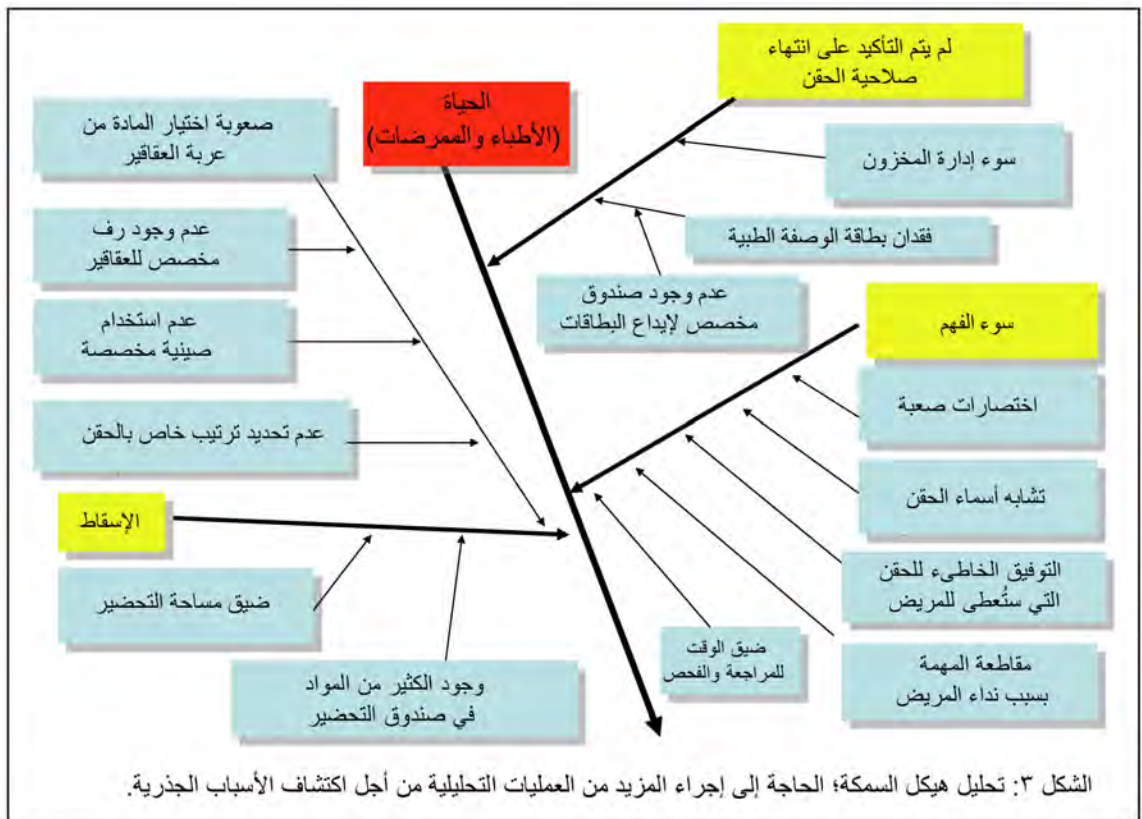 لم يتم التأكيد على انتهاء
صلاحية الحقن
الحياة
(الأطباء والممرضات)
صعوبة اختيار المادة من
عربة العقاقير
سوء إدارة المخزون
عدم وجود رف
مخصص للعقاقير
فقدان بطاقة الوصفة الطبية
عدم وجود صندوق
مخصص لإيداع البطاقات
سوء الفهم
عدم استخدام
صينية مخصصة
اختصارات صعبة
عدم تحديد ترتيب خاص بالحقن
تشابه أسماء الحقن
الإسقاط
التوفيق الخاطىء للحقن
التي ستُعطى للمريض
ضيق مساحة التحضير
ضيق الوقت
للمراجعة والفحص
مقاطعة المهمة
بسبب نداء المريض
وجود الكثير من المواد
في صندوق التحضير
الشكل ٣: تحليل هيكل السمكة؛ الحاجة إلى إجراء المزيد من العمليات التحليلية من أجل اكتشاف الأسباب الجذرية.